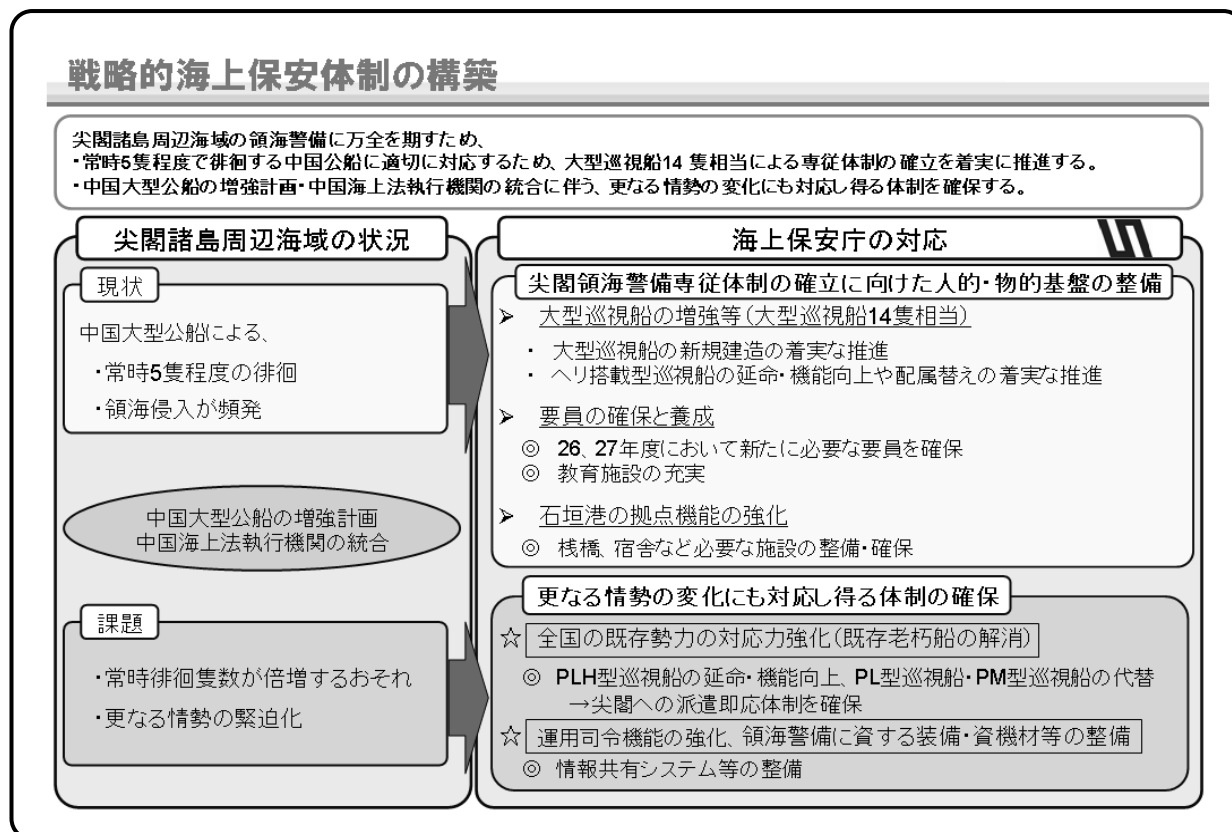 戦略的海上保安体制の構築
尖閣諸島周辺海域の領海警備に万全を期すため、
・常時5隻程度で徘徊する中国公船に適切に対応するため、大型巡視船14 隻相当による専従体制の確立を着実に推進する。
・中国大型公船の増強計画・中国海上法執行機関の統合に伴う、更なる情勢の変化にも対応し得る体制を確保する。
尖閣諸島周辺海域の状況
現状
中国大型公船による、
・常時5隻程度の徘徊
・領海侵入が頻発
中国大型公船の増強計画
中国海上法執行機関の統合
課題
・常時徘徊隻数が倍増するおそれ
・更なる情勢の緊迫化
海上保安庁の対応
尖閣領海警備専従体制の確立に向けた人的・物的基盤の整備
➢ 大型巡視船の増強等(大型巡視船14隻相当)
・ 大型巡視船の新規建造の着実な推進
・ ヘリ搭載型巡視船の延命・機能向上や配属替えの着実な推進
➢ 要員の確保と養成
◎ 26、27年度において新たに必要な要員を確保
◎ 教育施設の充実
➢ 石垣港の拠点機能の強化
◎ 桟橋、宿舎など必要な施設の整備・確保
更なる情勢の変化にも対応し得る体制の確保
☆ 全国の既存勢力の対応力強化(既存老朽船の解消)
◎ PLH型巡視船の延命・機能向上、PL型巡視船・PM型巡視船の代替
→尖閣への派遣即応体制を確保
☆ 運用司令機能の強化、領海警備に資する装備・資機材等の整備
◎ 情報共有システム等の整備